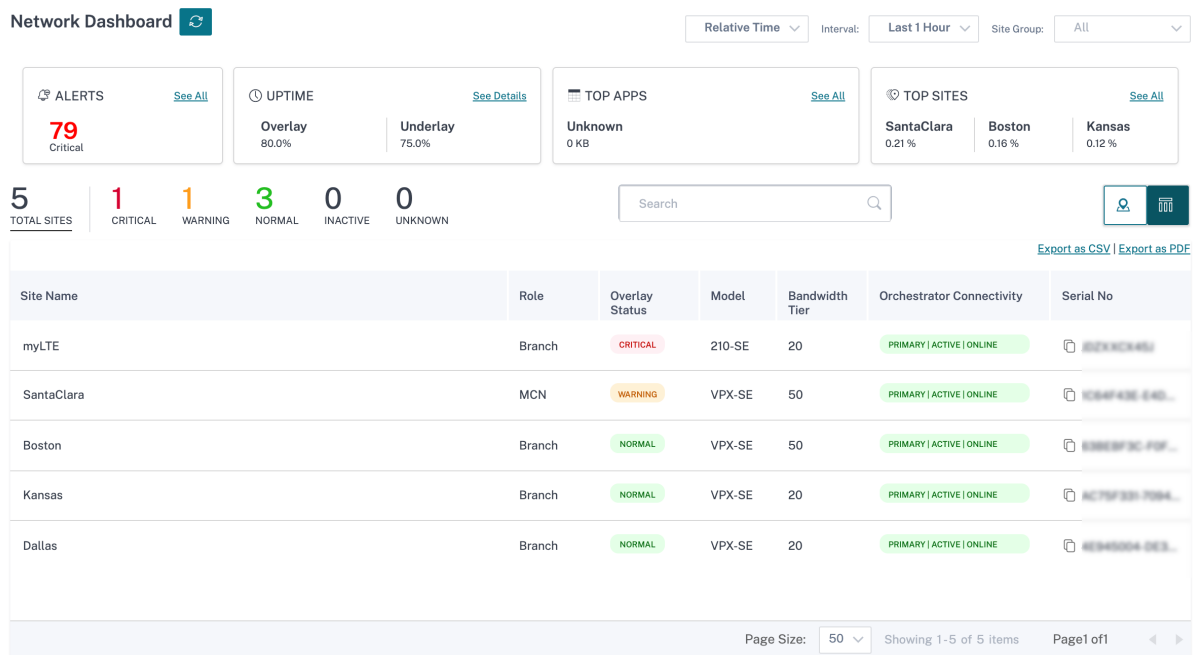 Network Dashboard
Relative Time Interval: Last 1 Hour Site Group: All
ALERTS See All
79
Critical
UPTIME See Details
Overlay Underlay
80.0% 75.0%
TOP APPS See All
Unknown
0 KB
TOP SITES See All
SantaClara Boston Kansas
0.21 % 0.16 % 0.12 %
5 1 1 3 0 0
TOTAL SITES CRITICAL WARNING NORMAL INACTIVE UNKNOWN
Search
Export as CSV | Export as PDF
Site Name Role Overlay Status Model Bandwidth Tier Orchestrator Connectivity Serial No
myLTE Branch CRITICAL 210-SE 20 PRIMARY | ACTIVE | ONLINE
SantaClara MCN WARNING VPX-SE 50 PRIMARY | ACTIVE | ONLINE
Boston Branch NORMAL VPX-SE 50 PRIMARY | ACTIVE | ONLINE
Kansas Branch NORMAL VPX-SE 20 PRIMARY | ACTIVE | ONLINE
Dallas Branch NORMAL VPX-SE 20 PRIMARY | ACTIVE | ONLINE
Page Size: 50 Showing 1-5 of 5 items Page1 of1